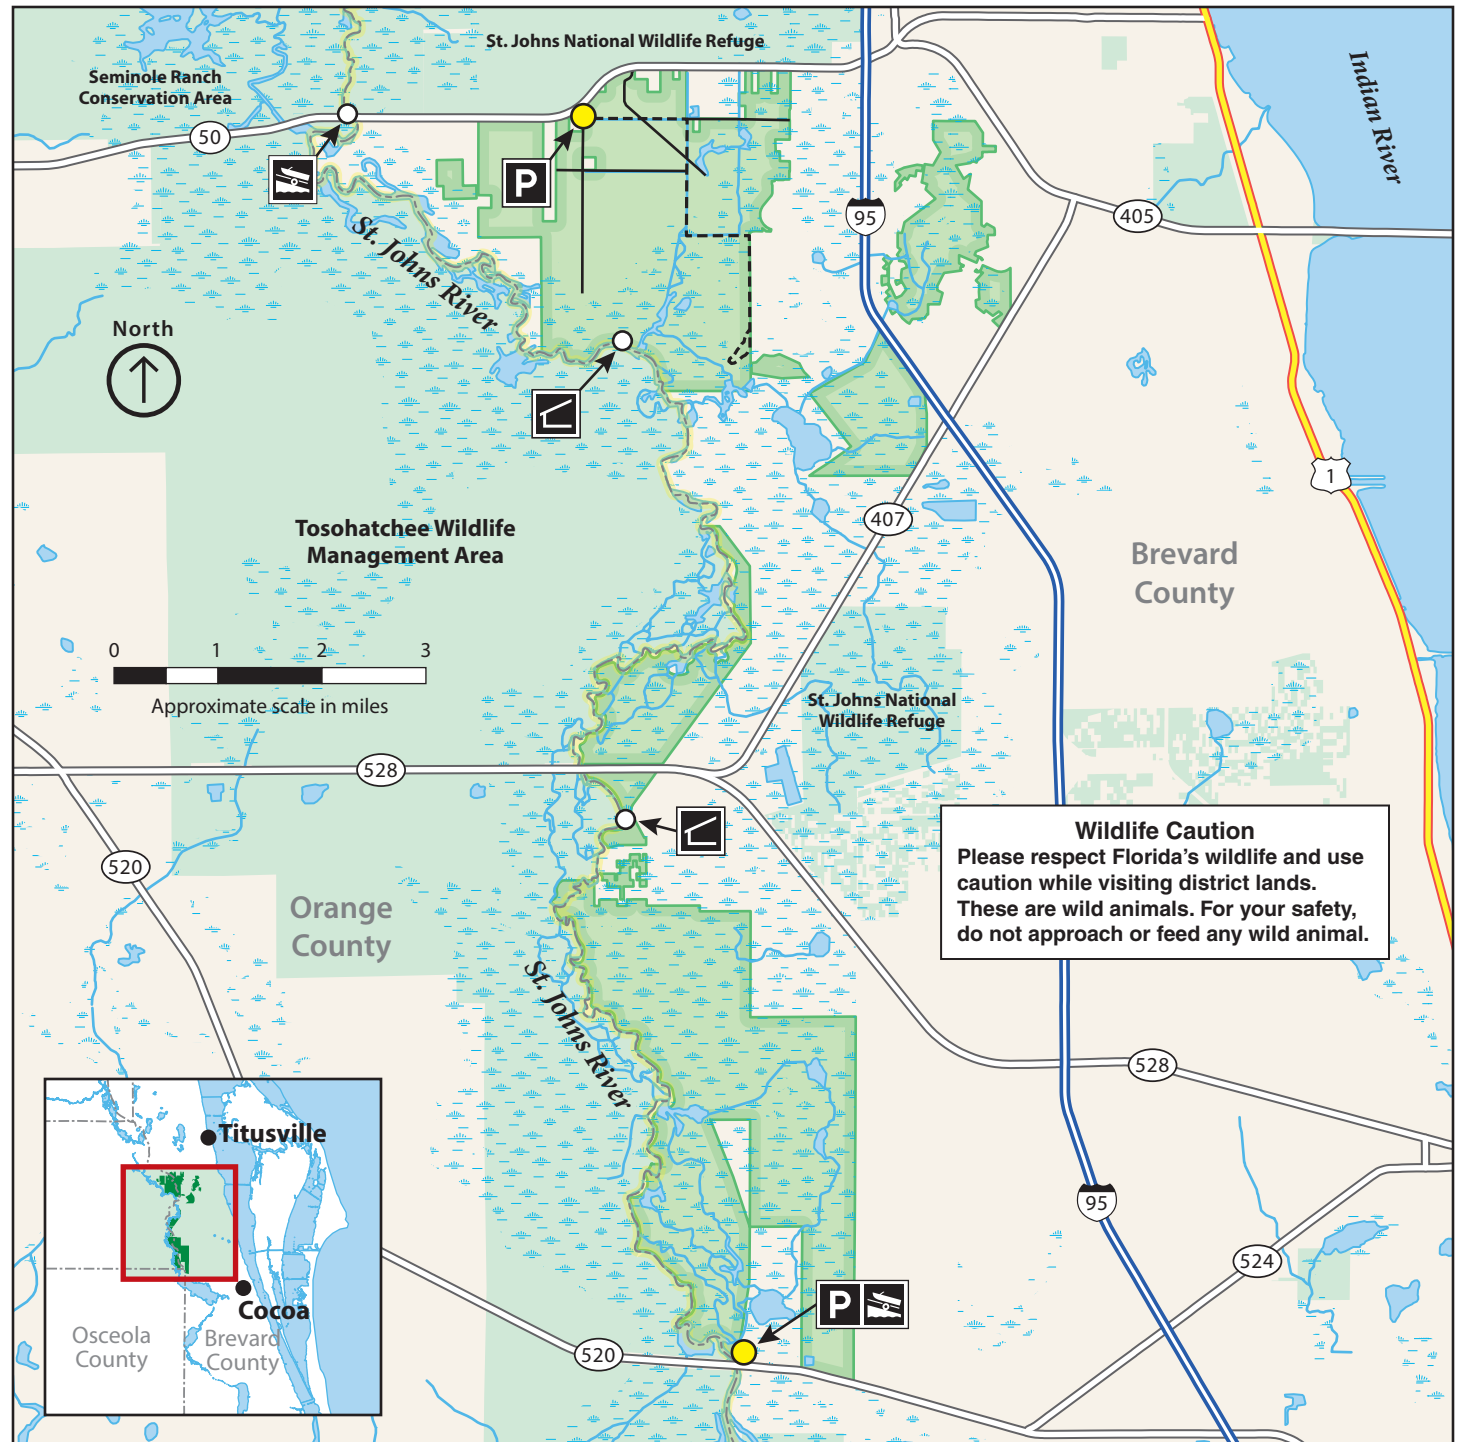 St. Johns National Wildlife Refuge
Seminole Ranch
Conservation Area
50
P
St. Johns River
95
405
Indian River
North
1
407
Tosohatchee Wildlife
Management Area
Brevard
County
0 1 2 3
Approximate scale in miles
St. Johns National
Wildlife Refuge
528
520
Orange
County
Wildlife Caution
Please respect Florida’s wildlife and use
caution while visiting district lands.
These are wild animals. For your safety,
do not approach or feed any wild animal.
St. Johns River
528
95
524
Titusville
Cocoa
Osceola
County
Brevard
County
P
520